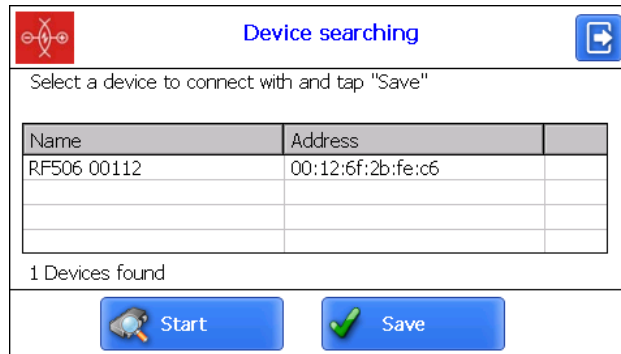 Device searching
Select a device to connect with and tap "Save"
Name Address
RF506 00112 00:12:6f:2b:fe:c6
1 Devices found
Start Save